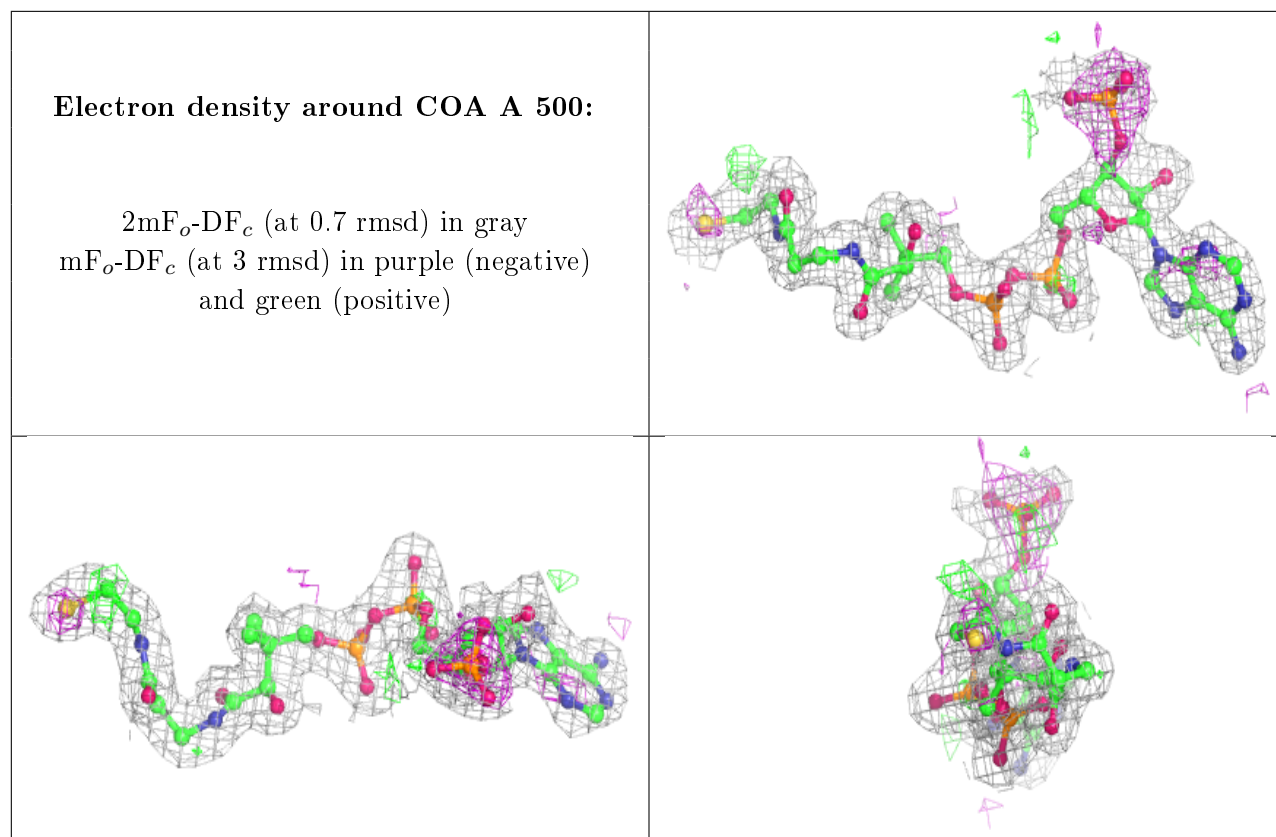 Electron density around COA A 500:
2mFₒ-DF𝒸 (at 0.7 rmsd) in gray
mFₒ-DF𝒸 (at 3 rmsd) in purple (negative)
and green (positive)